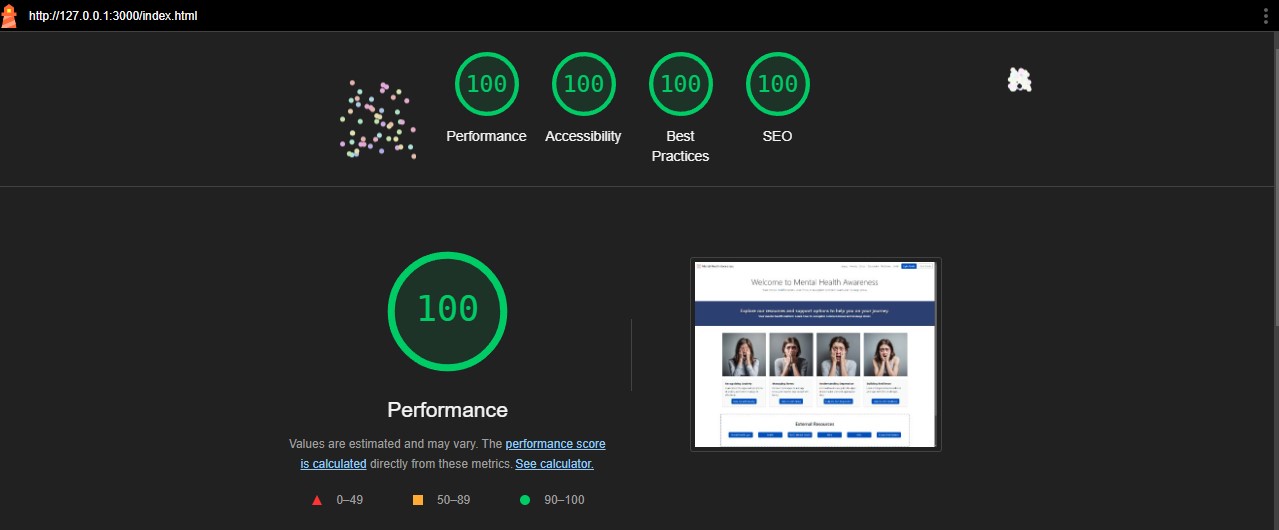 http://127.0.0.1:3000/index.html
100 100 100 100
Performance Accessibility Best Practices SEO
100
Performance
Values are estimated and may vary. The performance score
is calculated directly from these metrics. See calculator.
0–49 50–89 90–100
Welcome to Mental Health Awareness
Explore our resources and support options to help you on your journey
External Resources